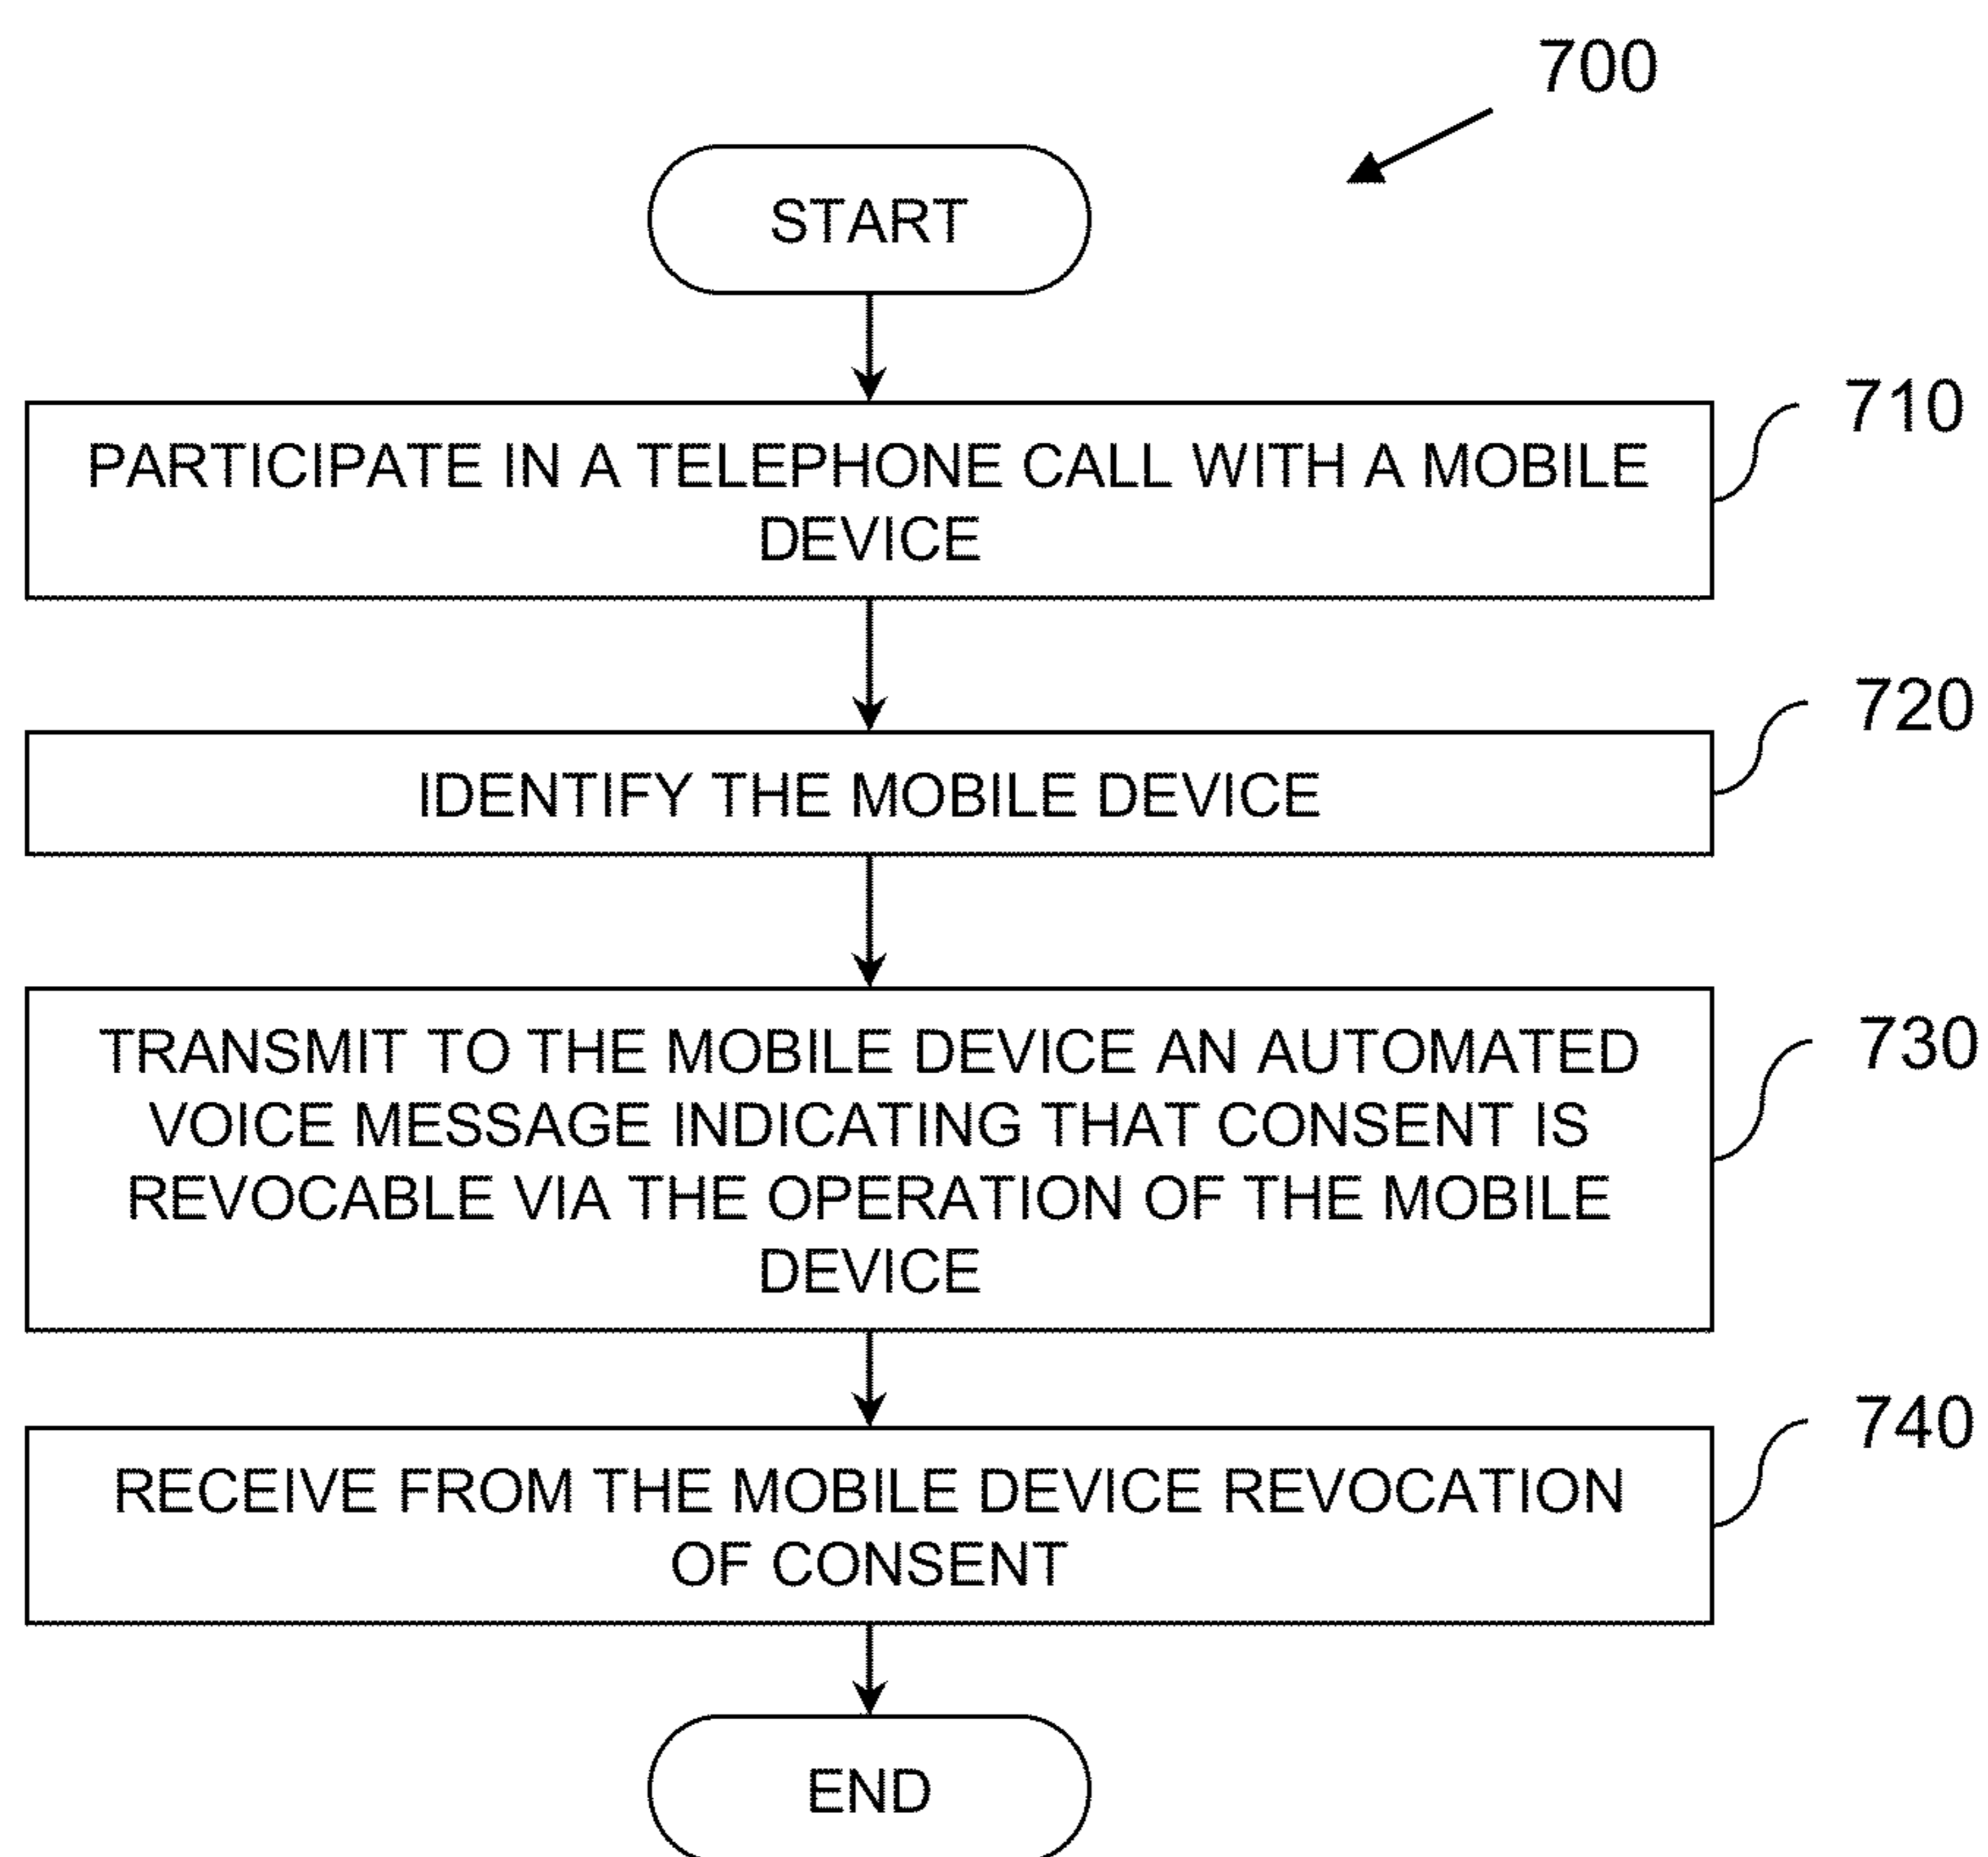 700
START
PARTICIPATE IN A TELEPHONE CALL WITH A MOBILE
DEVICE
710
IDENTIFY THE MOBILE DEVICE
720
TRANSMIT TO THE MOBILE DEVICE AN AUTOMATED
VOICE MESSAGE INDICATING THAT CONSENT IS
REVOCABLE VIA THE OPERATION OF THE MOBILE
DEVICE
730
RECEIVE FROM THE MOBILE DEVICE REVOCATION
OF CONSENT
740
END